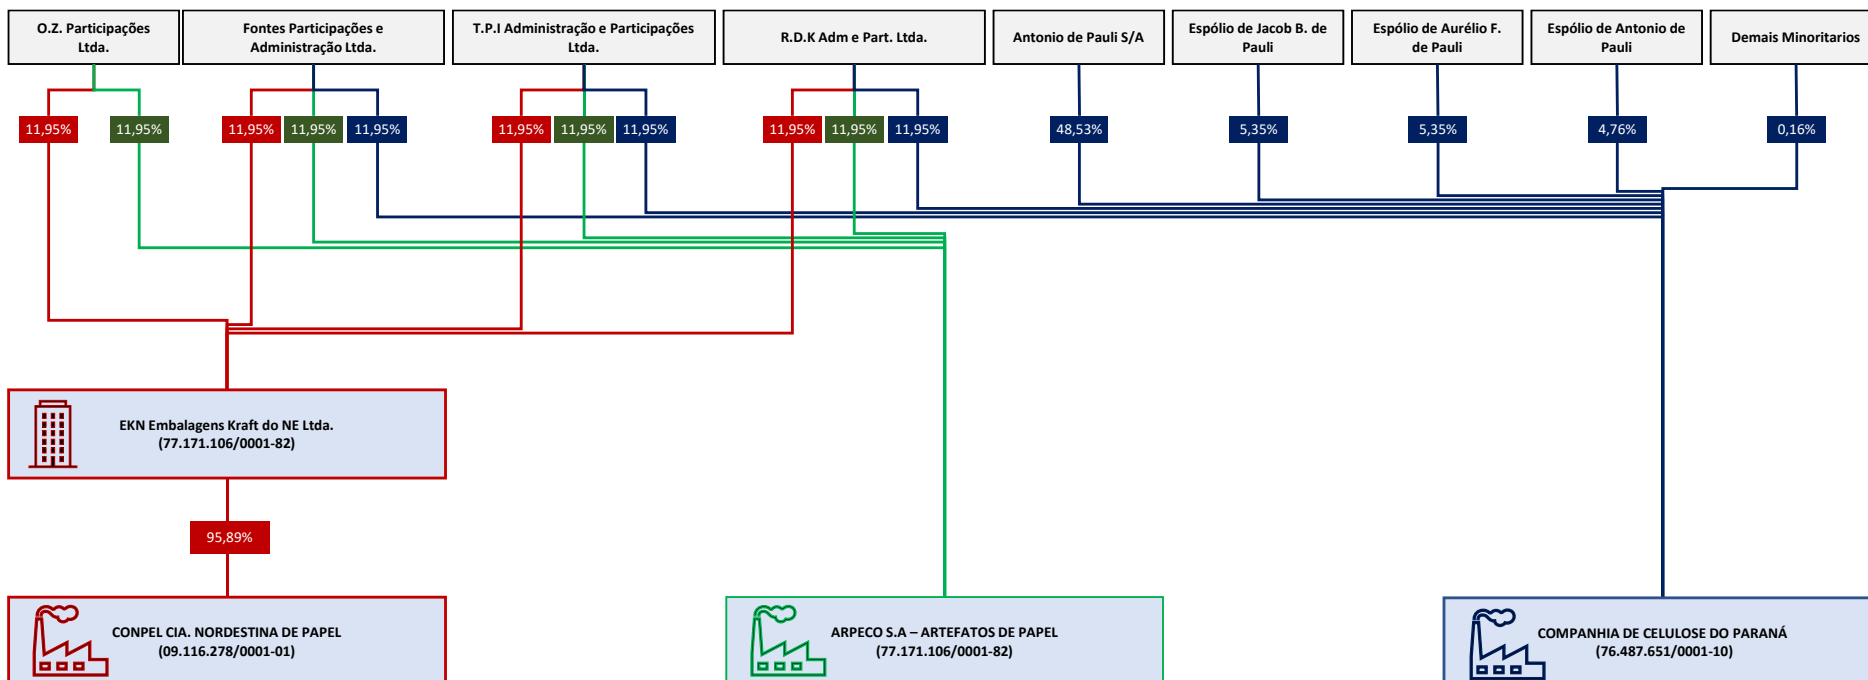 O.Z. Participações
Ltda.
Fontes Participações e
Administração Ltda.
T.P.I Administração e Participações
Ltda.
R.D.K Adm e Part. Ltda.
Antonio de Pauli S/A
Espólio de Jacob B. de
Pauli
Espólio de Aurélio F.
de Pauli
Espólio de Antonio de
Pauli
Demais Minoritarios
11,95%
11,95%
11,95%
11,95%
11,95%
11,95%
11,95%
11,95%
11,95%
11,95%
11,95%
48,53%
5,35%
5,35%
4,76%
0,16%
EKN Embalagens Kraft do NE Ltda.
(77.171.106/0001-82)
95,89%
CONPEL CIA. NORDESTINA DE PAPEL
(09.116.278/0001-01)
ARPECO S.A – ARTEFATOS DE PAPEL
(77.171.106/0001-82)
COMPANHIA DE CELULOSE DO PARANÁ
(76.487.651/0001-10)